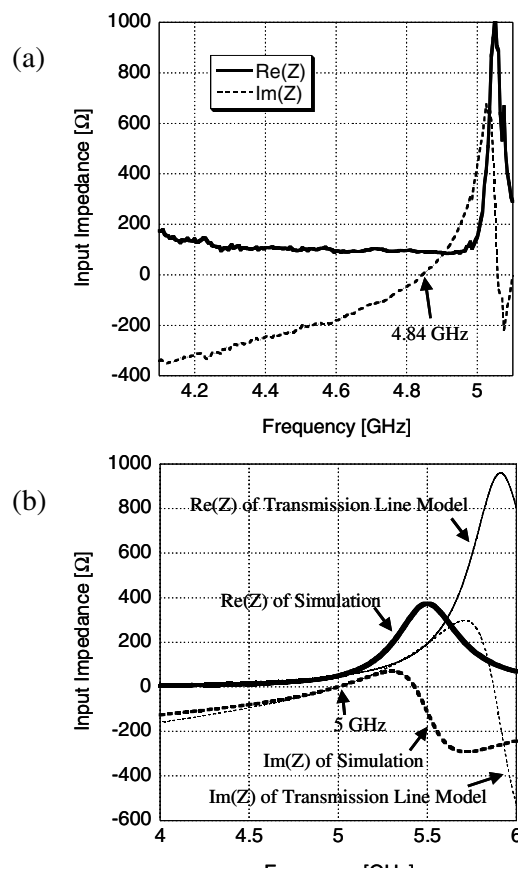 (a)
1000
800
600
400
200
0
-200
-400
Input Impedance [Ω]
Re(Z)
Im(Z)
4.84 GHz
4.2 4.4 4.6 4.8 5
Frequency [GHz]
(b)
1000
800
600
400
200
0
-200
-400
-600
Input Impedance [Ω]
Re(Z) of Transmission Line Model
Re(Z) of Simulation
5 GHz
Im(Z) of Simulation
Im(Z) of Transmission Line Model
4 4.5 5 5.5 6